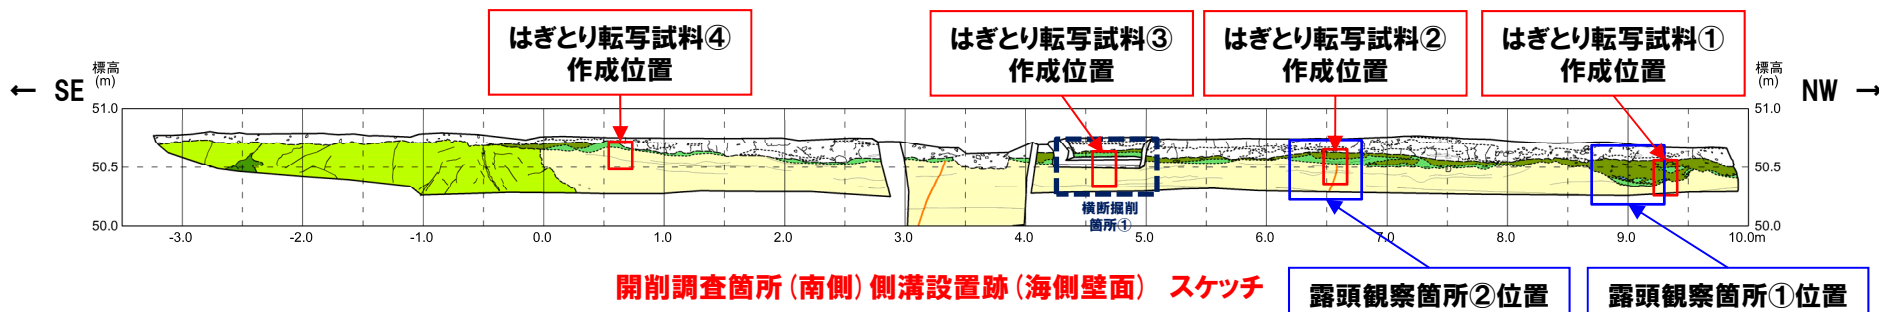 はぎとり転写試料④
作成位置
はぎとり転写試料③
作成位置
はぎとり転写試料②
作成位置
はぎとり転写試料①
作成位置
← SE
標高
(m)
標高
(m)
NW →
51.0
50.5
50.0
51.0
50.5
50.0
横断掘削
箇所①
-3.0 -2.0 -1.0 0.0 1.0 2.0 3.0 4.0 5.0 6.0 7.0 8.0 9.0 10.0m
開削調査箇所(南側)側溝設置跡(海側壁面) スケッチ
露頭観察箇所②位置
露頭観察箇所①位置